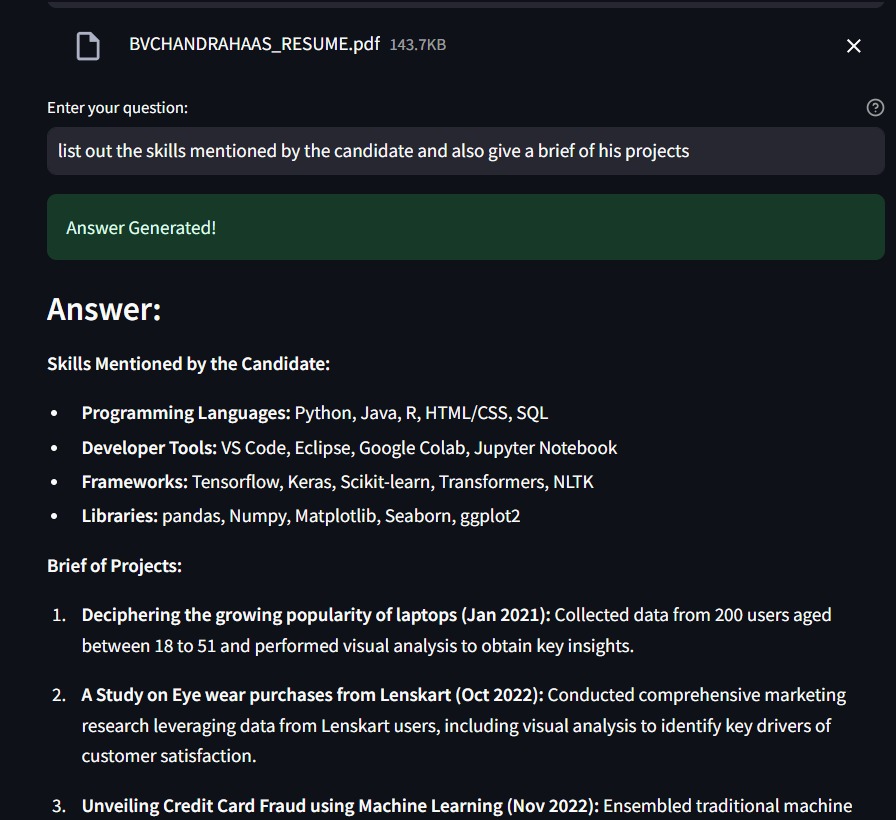 BVCHANDRAHAAS_RESUME.pdf 143.7KB
Enter your question:
list out the skills mentioned by the candidate and also give a brief of his projects
Answer Generated!
Answer:
Skills Mentioned by the Candidate:
• Programming Languages: Python, Java, R, HTML/CSS, SQL
• Developer Tools: VS Code, Eclipse, Google Colab, Jupyter Notebook
• Frameworks: Tensorflow, Keras, Scikit-learn, Transformers, NLTK
• Libraries: pandas, Numpy, Matplotlib, Seaborn, ggplot2
Brief of Projects:
1. Deciphering the growing popularity of laptops (Jan 2021): Collected data from 200 users aged
between 18 to 51 and performed visual analysis to obtain key insights.
2. A Study on Eye wear purchases from Lenskart (Oct 2022): Conducted comprehensive marketing
research leveraging data from Lenskart users, including visual analysis to identify key drivers of
customer satisfaction.
3. Unveiling Credit Card Fraud using Machine Learning (Nov 2022): Ensembled traditional machine